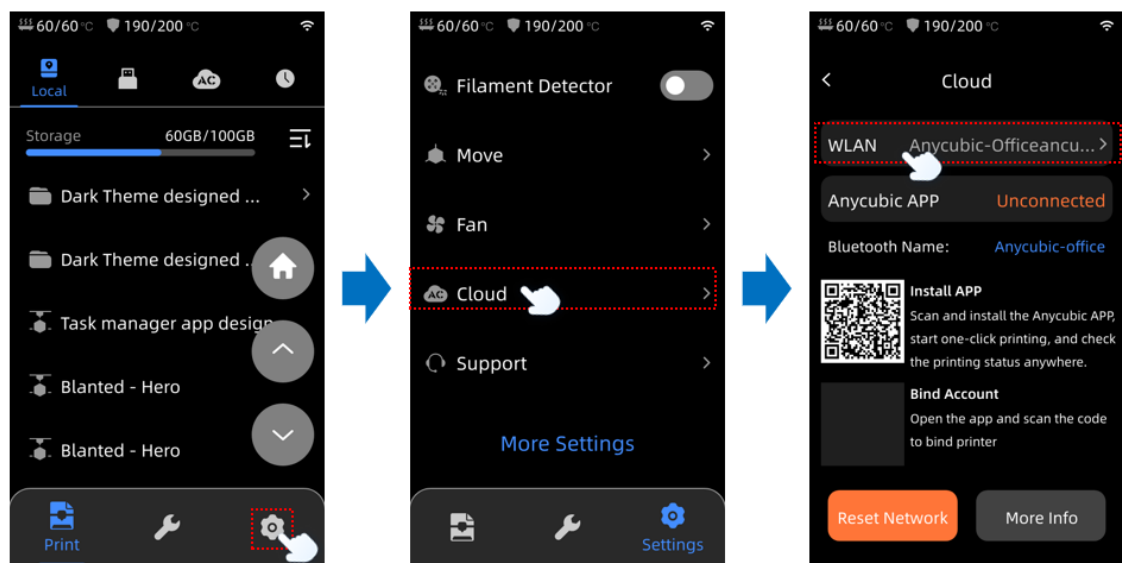 60/60 °C 190/200 °C
Local
AC
Storage 60GB/100GB
Dark Theme designed ...
Dark Theme designed .
Task manager app design
Blanted - Hero
Blanted - Hero
Print
60/60 °C 190/200 °C
Filament Detector
Move
Fan
AC Cloud
Support
More Settings
Settings
60/60 °C 190/200 °C
Cloud
WLAN Anycubic-Officeancu...
Anycubic APP Unconnected
Bluetooth Name: Anycubic-office
Install APP
Scan and install the Anycubic APP,
start one-click printing, and check
the printing status anywhere.
Bind Account
Open the app and scan the code
to bind printer
Reset Network More Info